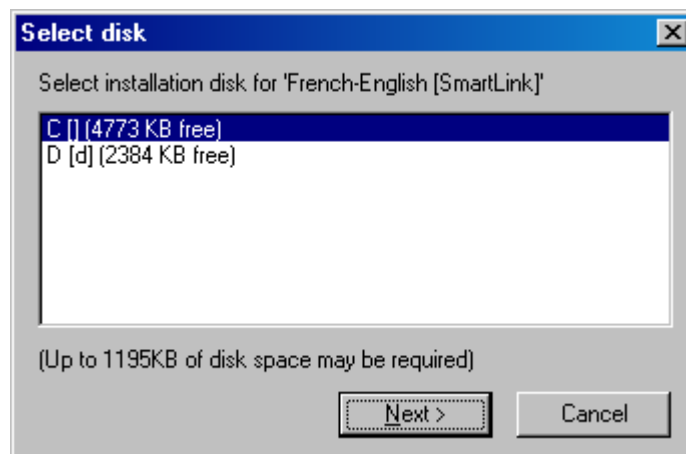 Select disk
Select installation disk for 'French-English [SmartLink]'
C [] (4773 KB free)
D [d] (2384 KB free)
(Up to 1195KB of disk space may be required)
Next >
Cancel